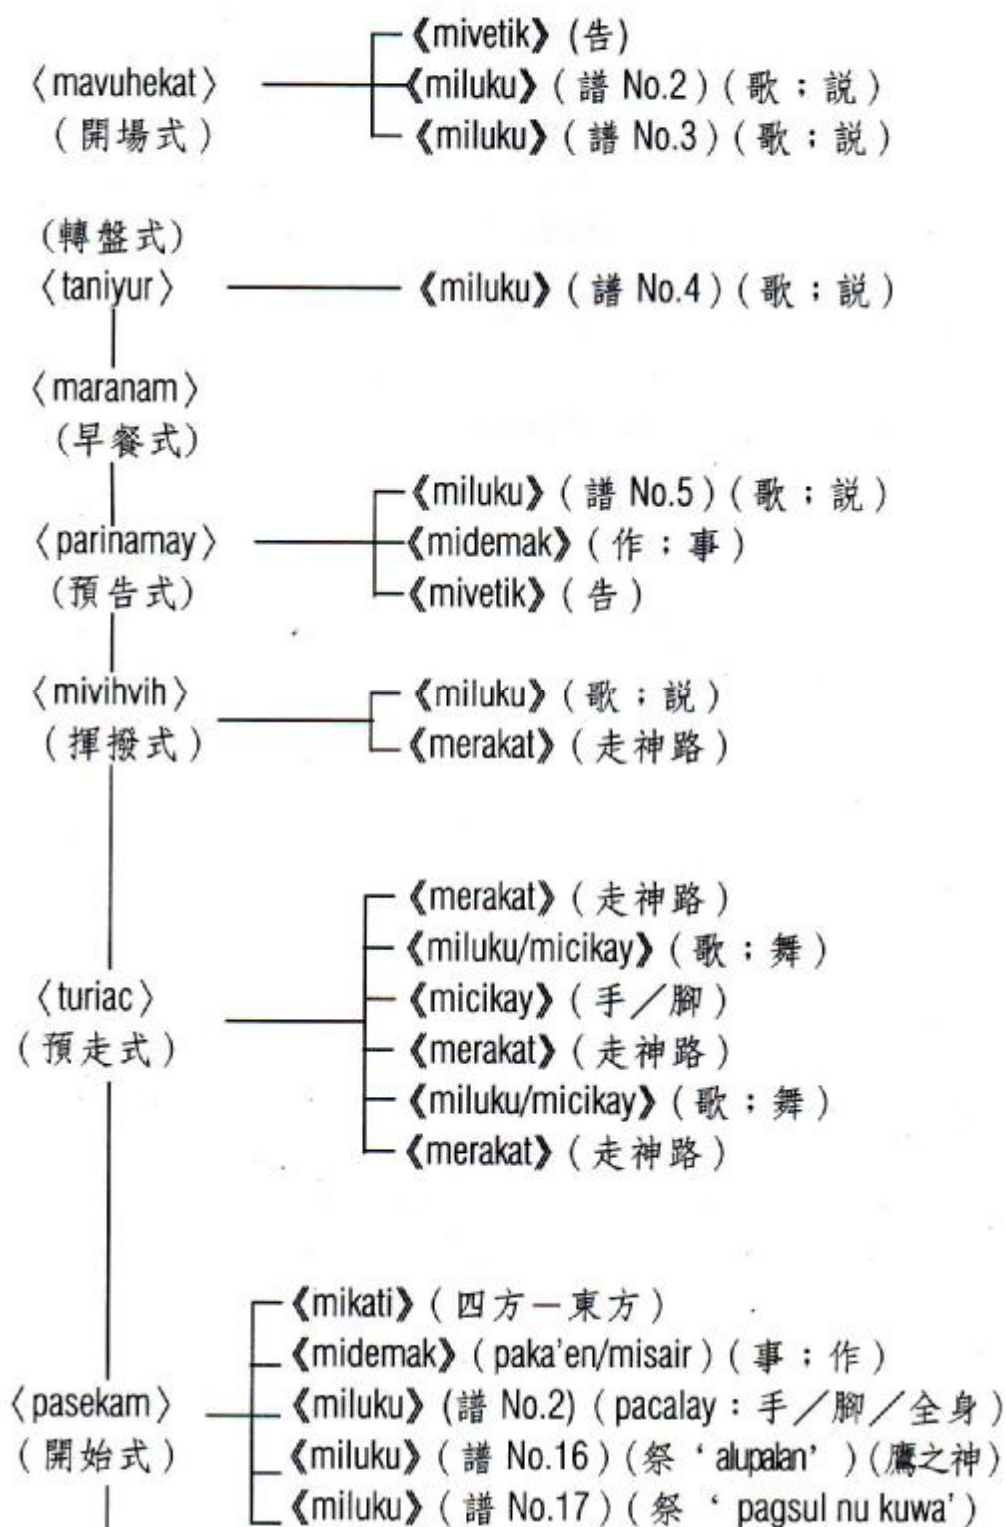 《mivetik》(告)
〈mavuhekat〉 《miluku》(譜 No.2)(歌；說)
(開場式) 《miluku》(譜 No.3)(歌；說)
(轉盤式)
〈taniyur〉 《miluku》(譜 No.4)(歌；說)
〈maranam〉
(早餐式)
《miluku》(譜 No.5)(歌；說)
〈parinamay〉 《midemak》(作；事)
(預告式) 《mivetik》(告)
〈mivihvih〉 《miluku》(歌；說)
(揮撥式) 《merakat》(走神路)
《merakat》(走神路)
《miluku/micikay》(歌；舞)
〈turiac〉 《micikay》(手／腳)
(預走式) 《merakat》(走神路)
《miluku/micikay》(歌；舞)
《merakat》(走神路)
《mikati》(四方－東方)
《midemak》(paka'en/misair)(事；作)
〈pasekam〉 《miluku》(譜 No.2)(pacalay：手／腳／全身)
(開始式) 《miluku》(譜 No.16)(祭‘alupalan’)(鷹之神)
《miluku》(譜 No.17)(祭‘pagsul nu kuwa’)